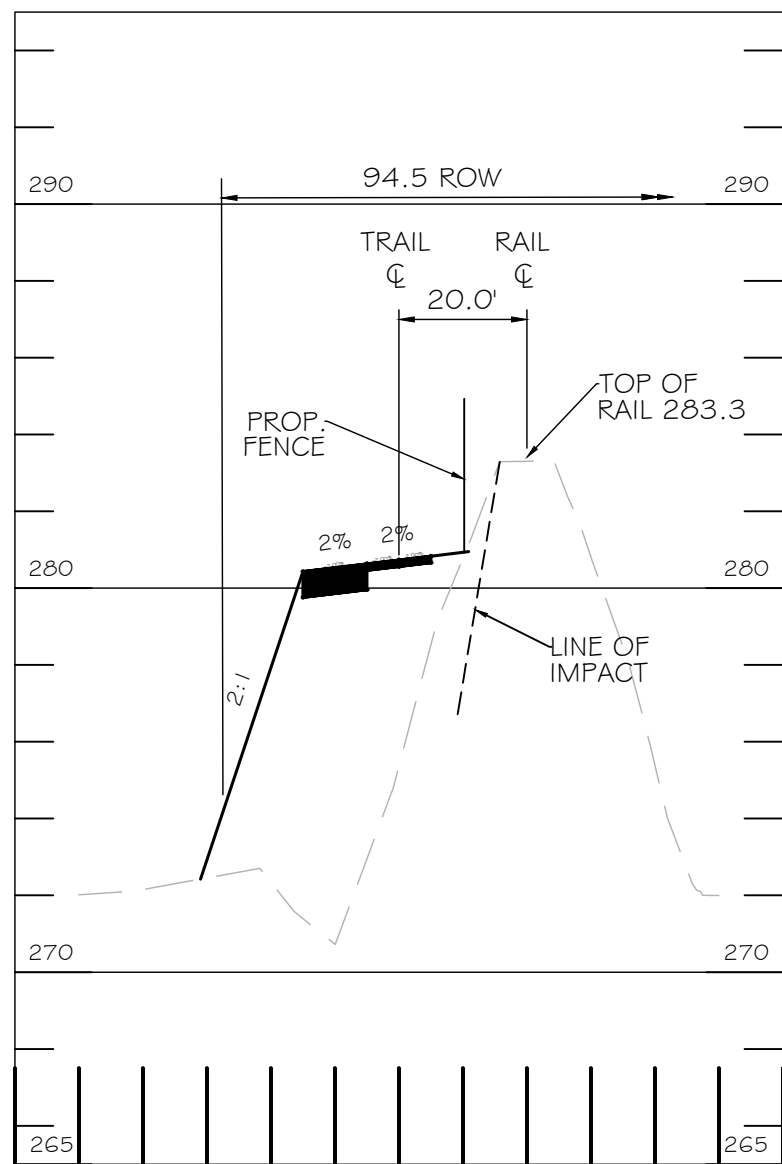 94.5 ROW
290
290
TRAIL
℄
RAIL
℄
20.0'
TOP OF
RAIL 283.3
PROP.
FENCE
2%
2%
280
280
LINE OF
IMPACT
2:1
270
270
265
265